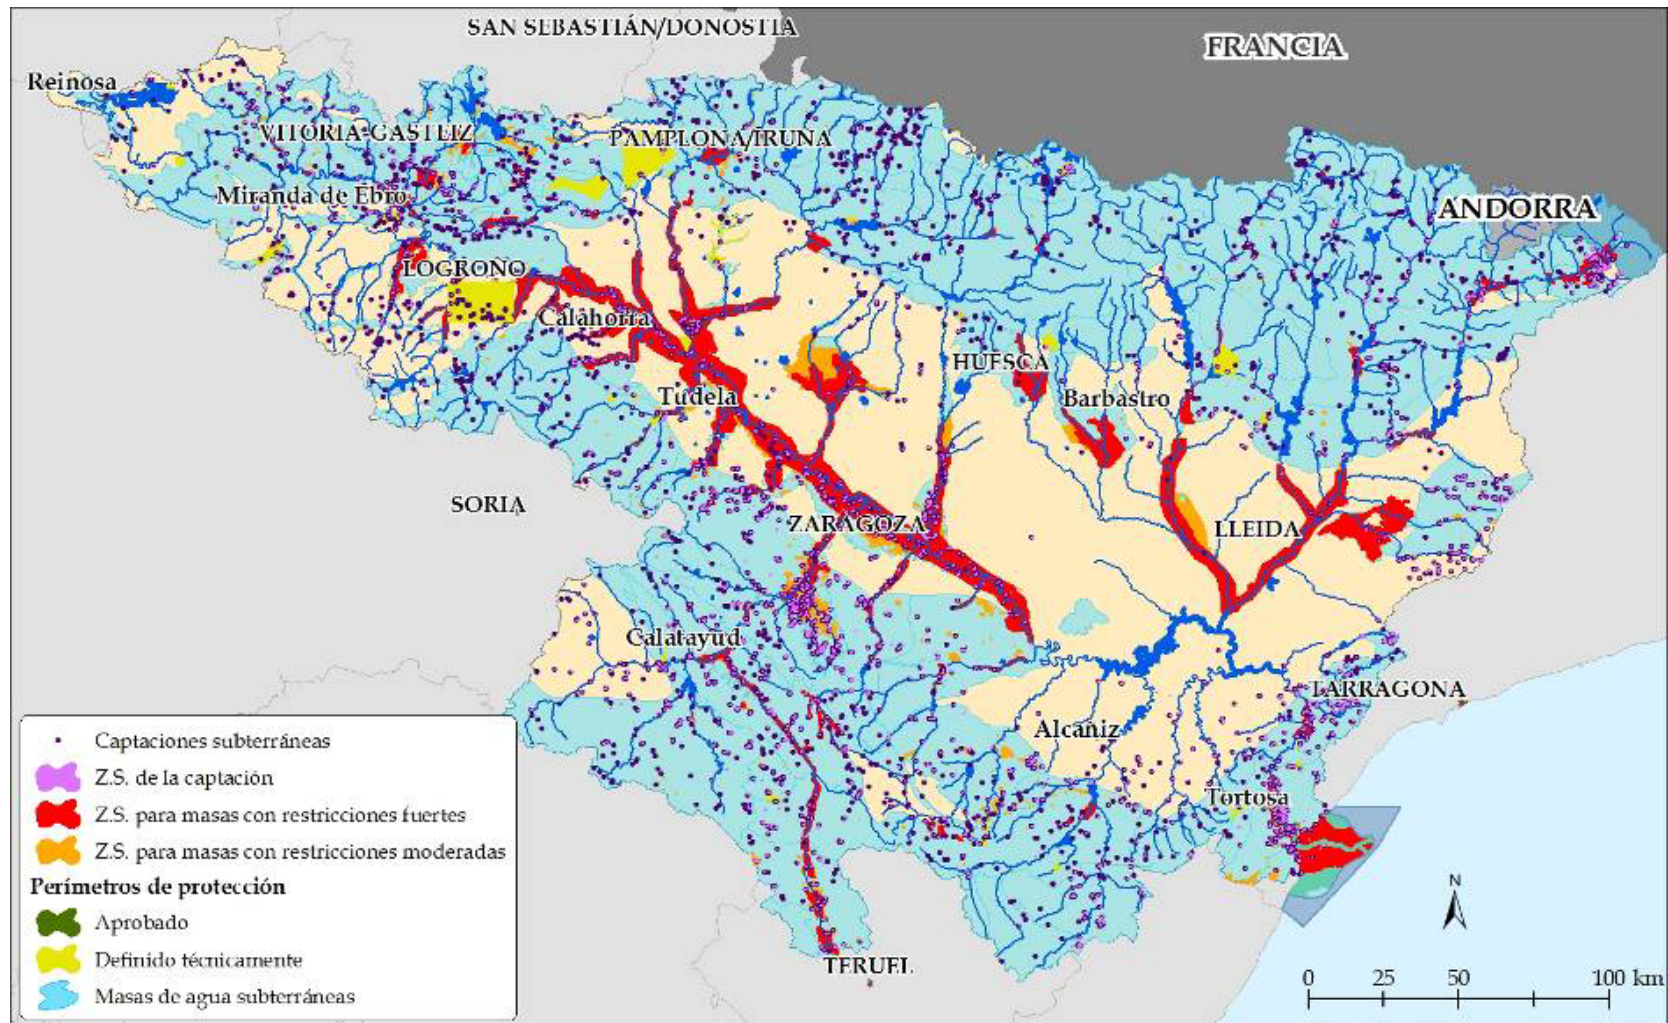 SAN SEBASTIÁN/DONOSTIA
FRANCIA
Reinosa
VITORIA-GASTEIZ
PAMPLONA/IRUÑA
Miranda de Ebro
ANDORRA
LOGROÑO
Calahorra
HUESCA
Tudela
Barbastro
SORIA
ZARAGOZA
LLEIDA
Calatayud
TARRAGONA
Alcañiz
Tortosa
TERUEL
Captaciones subterráneas
Z.S. de la captación
Z.S. para masas con restricciones fuertes
Z.S. para masas con restricciones moderadas
Perímetros de protección
Aprobado
Definido técnicamente
Masas de agua subterráneas
N
0 25 50 100 km